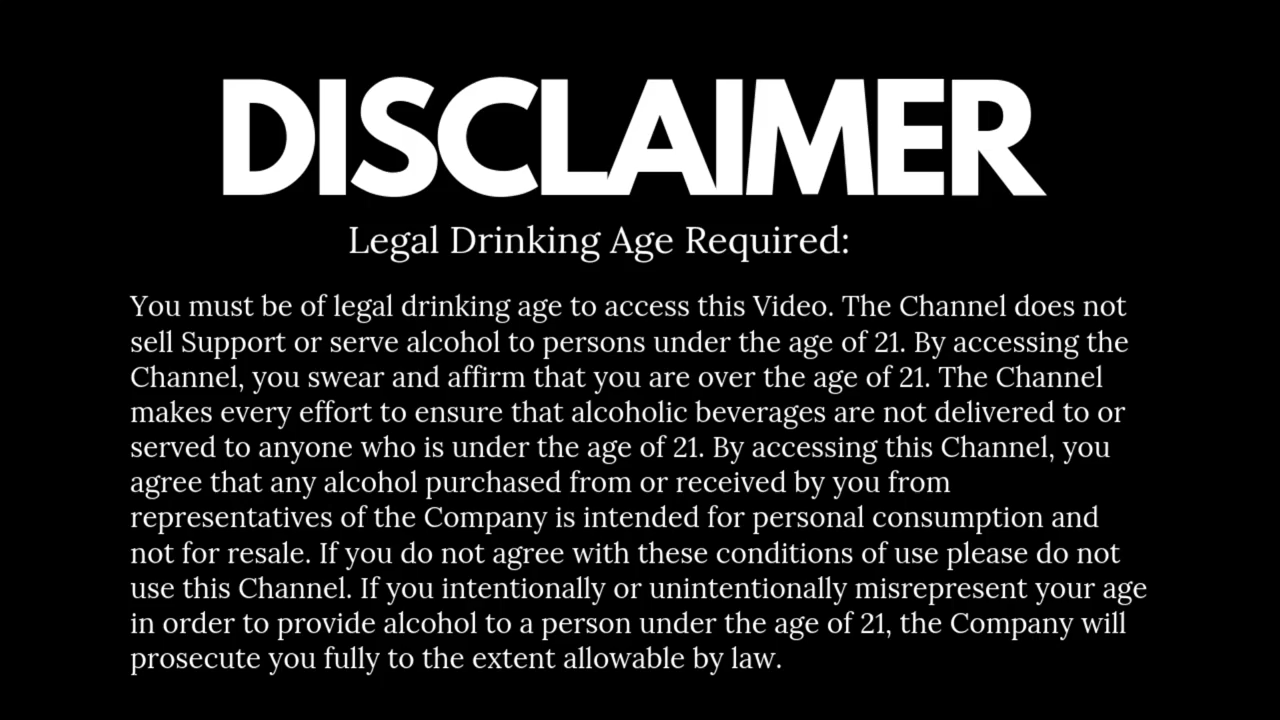 DISCLAIMER
Legal Drinking Age Required:
You must be of legal drinking age to access this Video. The Channel does not
sell Support or serve alcohol to persons under the age of 21. By accessing the
Channel, you swear and affirm that you are over the age of 21. The Channel
makes every effort to ensure that alcoholic beverages are not delivered to or
served to anyone who is under the age of 21. By accessing this Channel, you
agree that any alcohol purchased from or received by you from
representatives of the Company is intended for personal consumption and
not for resale. If you do not agree with these conditions of use please do not
use this Channel. If you intentionally or unintentionally misrepresent your age
in order to provide alcohol to a person under the age of 21, the Company will
prosecute you fully to the extent allowable by law.